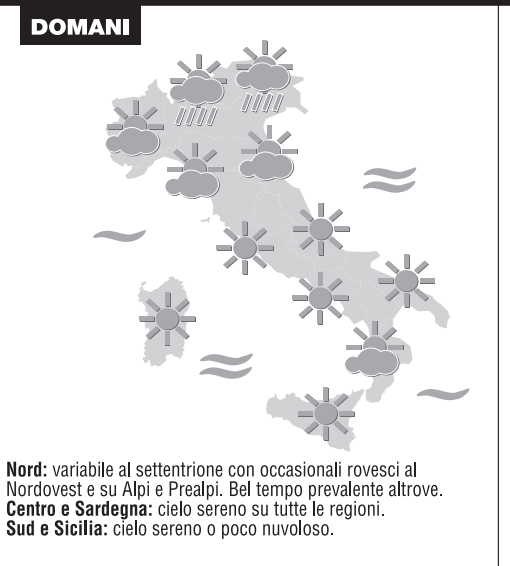 DOMANI
Nord: variabile al settentrione con occasionali rovesci al
Nordovest e su Alpi e Prealpi. Bel tempo prevalente altrove.
Centro e Sardegna: cielo sereno su tutte le regioni.
Sud e Sicilia: cielo sereno o poco nuvoloso.